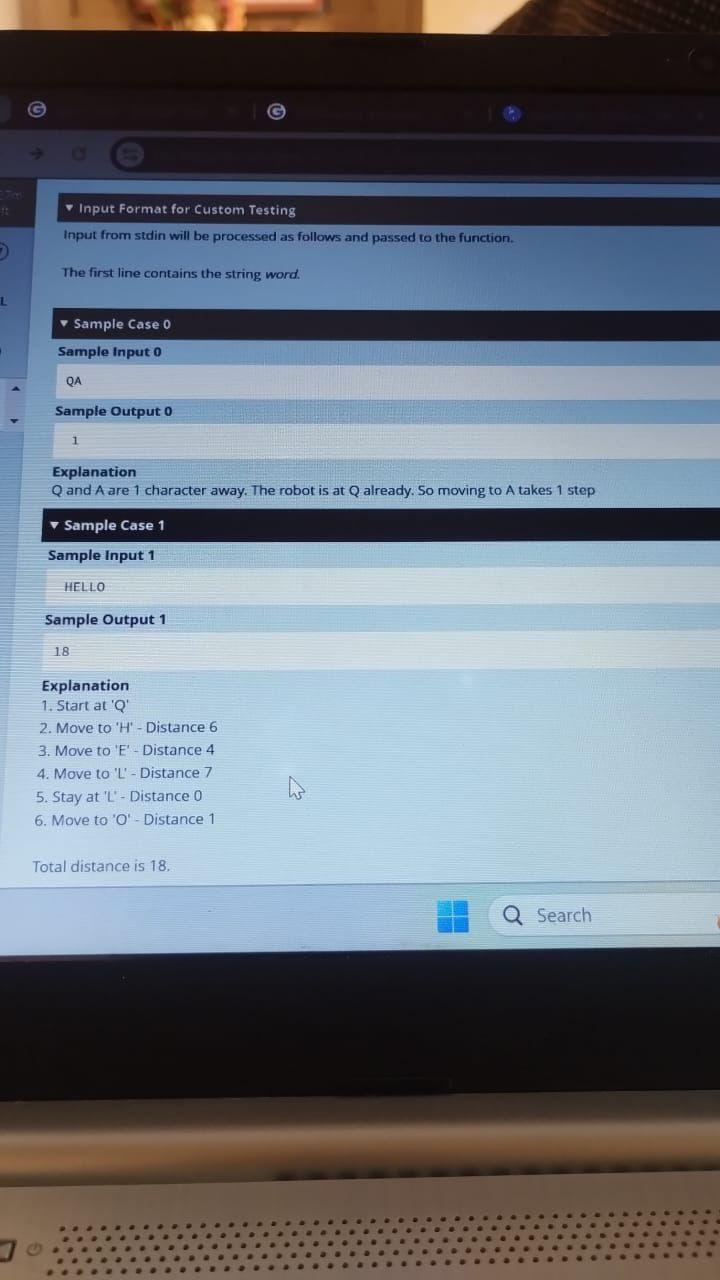 ▼ Input Format for Custom Testing
Input from stdin will be processed as follows and passed to the function.
The first line contains the string word.
▼ Sample Case 0
Sample Input 0
QA
Sample Output 0
1
Explanation
Q and A are 1 character away. The robot is at Q already. So moving to A takes 1 step
▼ Sample Case 1
Sample Input 1
HELLO
Sample Output 1
18
Explanation
1. Start at 'Q'
2. Move to 'H' - Distance 6
3. Move to 'E' - Distance 4
4. Move to 'L' - Distance 7
5. Stay at 'L' - Distance 0
6. Move to 'O' - Distance 1
Total distance is 18.
Search